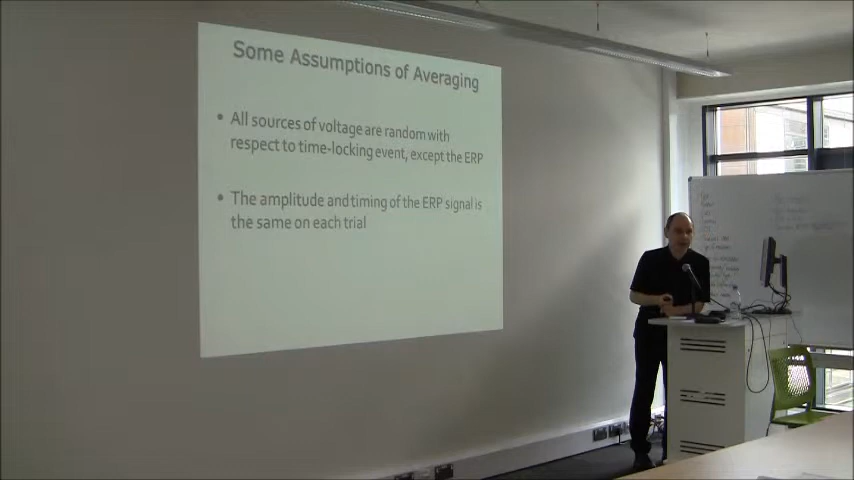 Some Assumptions of Averaging
• All sources of voltage are random with
respect to time-locking event, except the ERP
• The amplitude and timing of the ERP signal is
the same on each trial